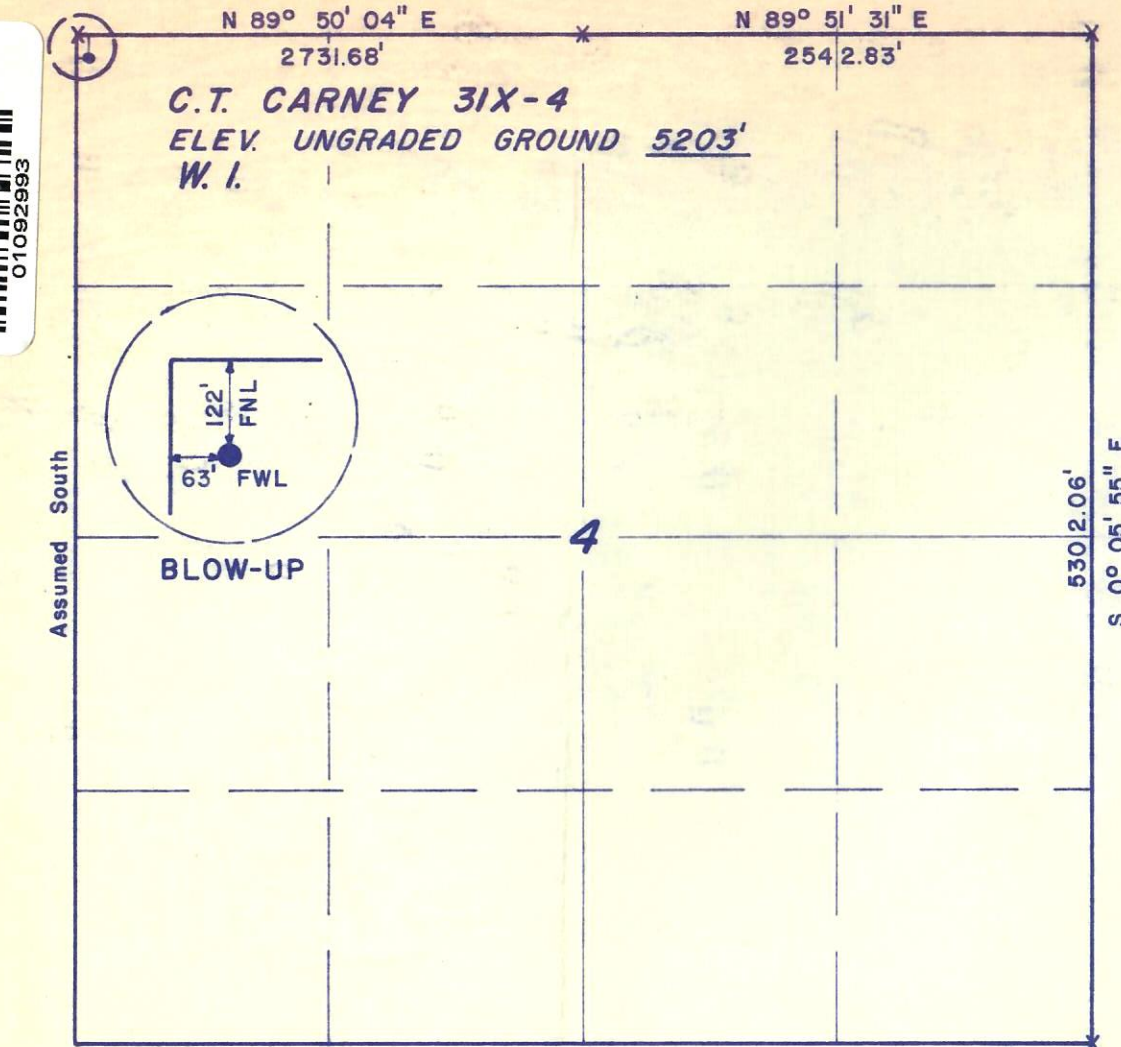 N 89° 50' 04" E
N 89° 51' 31" E
2731.68'
2542.83'
C.T. CARNEY 31X-4
ELEV. UNGRADED GROUND 5203'
W. I.
01092993
122'
FNL
63' FWL
BLOW-UP
Assumed South
4
5302.06'
S 0° 05' 55" E